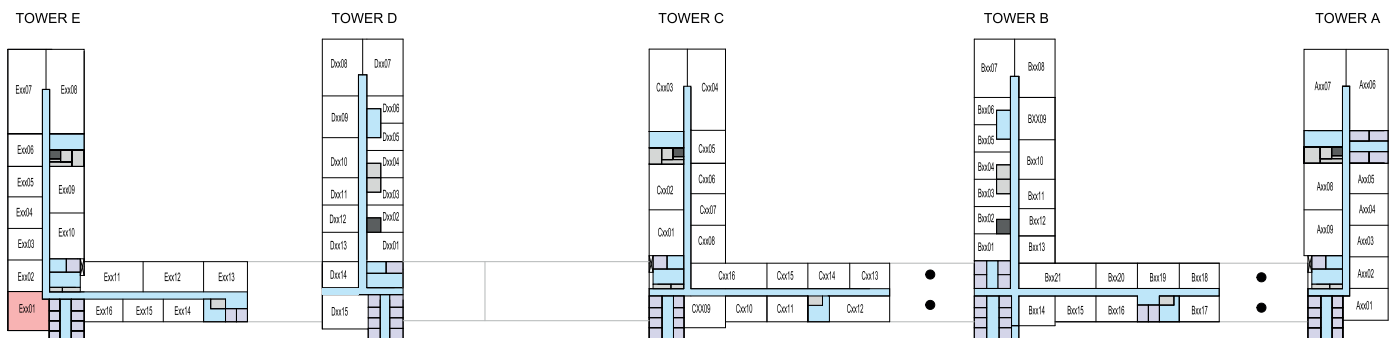 TOWER E
TOWER D
TOWER C
TOWER B
TOWER A
Exx07
Exx08
Exx06
Exx05
Exx09
Exx04
Exx03
Exx10
Exx02
Exx11
Exx12
Exx13
Exx01
Exx16
Exx15
Exx14
Dxx08
Dxx07
Dxx06
Dxx09
Dxx05
Dxx10
Dxx04
Dxx11
Dxx03
Dxx12
Dxx02
Dxx13
Dxx01
Dxx14
Dxx15
Cxx03
Cxx04
Cxx05
Cxx06
Cxx02
Cxx07
Cxx01
Cxx08
Cxx16
Cxx15
Cxx14
Cxx13
CXX09
Cxx10
Cxx11
Cxx12
Bxx07
Bxx08
Bxx06
BXX09
Bxx05
Bxx10
Bxx04
Bxx03
Bxx11
Bxx02
Bxx12
Bxx01
Bxx13
Bxx21
Bxx20
Bxx19
Bxx18
Bxx14
Bxx15
Bxx16
Bxx17
Axx07
Axx06
Axx05
Axx08
Axx04
Axx09
Axx03
Axx02
Axx01